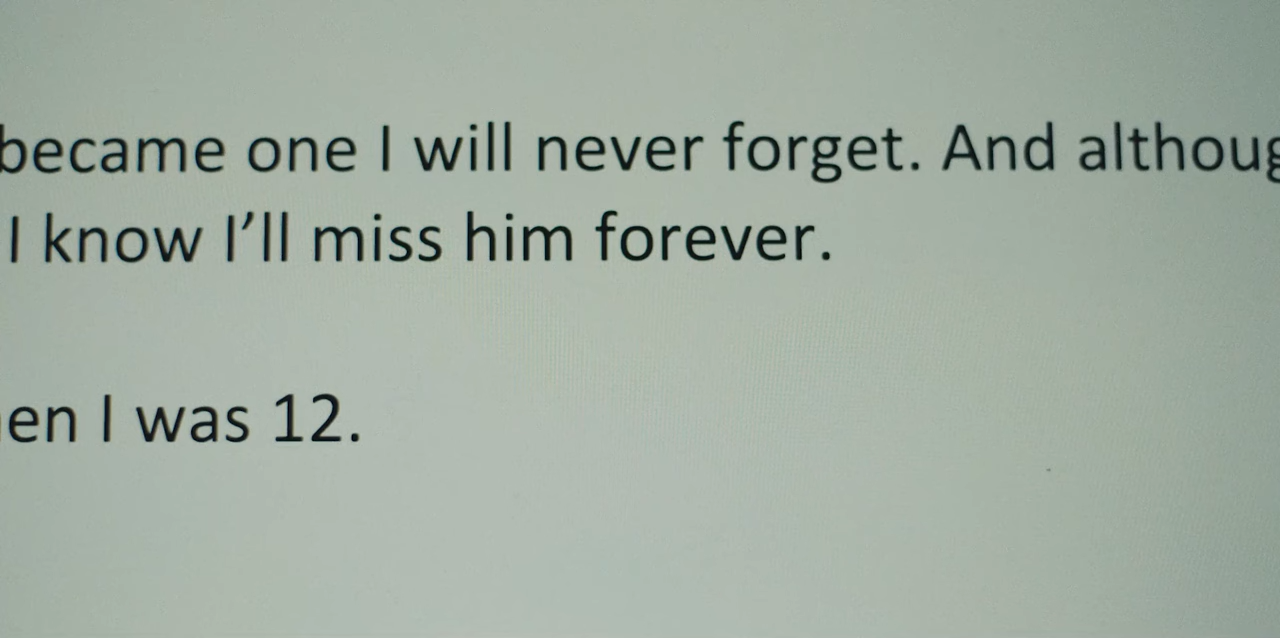 became one I will never forget. And althoug
I know I’ll miss him forever.
en I was 12.